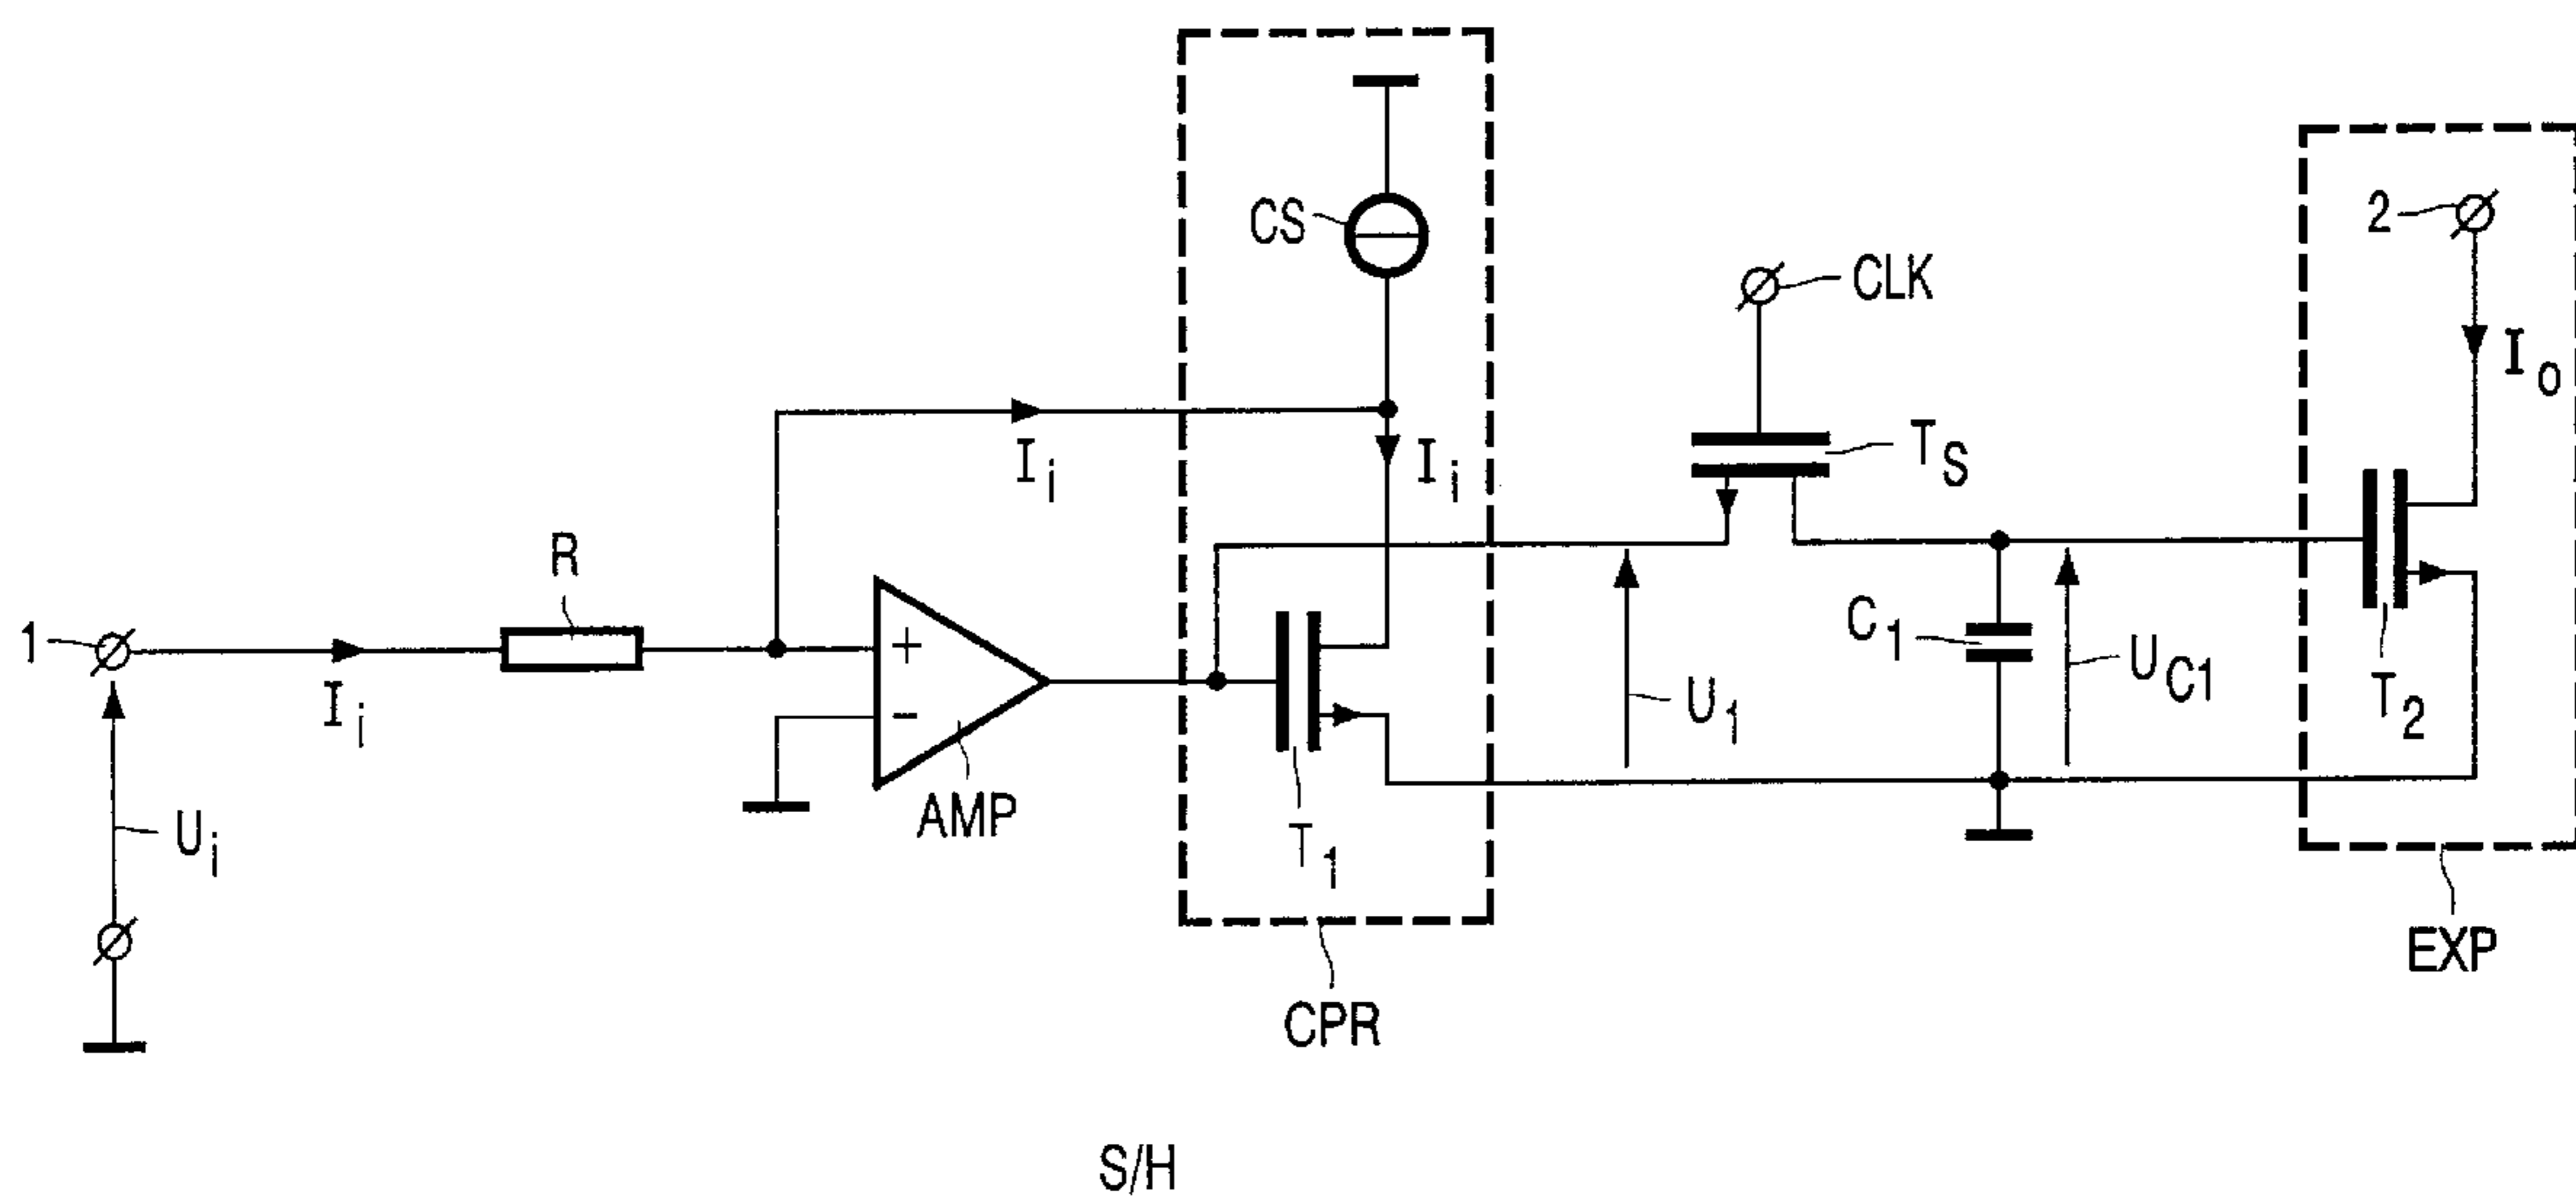 CS
2
CLK
I o
I i
I i
T S
R
1
+
C 1
U C1
I i
−
U 1
T 2
U i
AMP
T 1
EXP
CPR
S/H